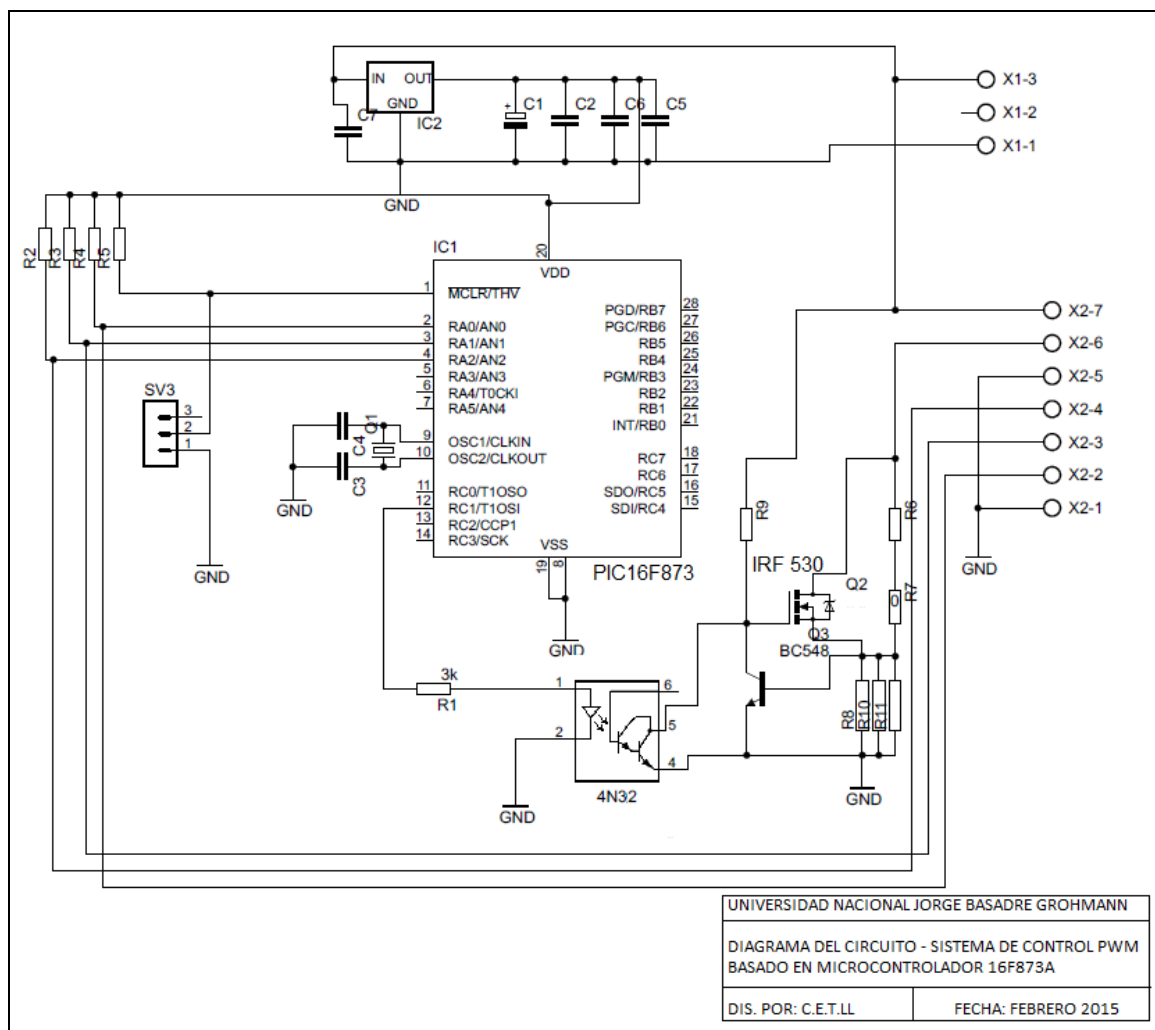 IN OUT
GND
IC2
C7
C1
+
C2
C6
C5
X1-3
X1-2
X1-1
GND
R2
R3
R4
R5
IC1
20
VDD
1 MCLR/THV
2 RA0/AN0
3 RA1/AN1
4 RA2/AN2
5 RA3/AN3
6 RA4/T0CKI
7 RA5/AN4
9 OSC1/CLKIN
10 OSC2/CLKOUT
11 RC0/T1OSO
12 RC1/T1OSI
13 RC2/CCP1
14 RC3/SCK
PGD/RB7 28
PGC/RB6 27
RB5 26
RB4 25
PGM/RB3 24
RB2 23
RB1 22
INT/RB0 21
RC7 18
RC6 17
SDO/RC5 16
SDI/RC4 15
VSS
19
8
PIC16F873
GND
SV3
3
2
1
GND
C4
Q1
C3
GND
X2-7
X2-6
X2-5
X2-4
X2-3
X2-2
X2-1
GND
R9
R6
R7
0
IRF 530
Q2
Q3
BC548
R8
R10
R11
GND
3k
R1
1
2
6
5
4
4N32
GND
UNIVERSIDAD NACIONAL JORGE BASADRE GROHMANN
DIAGRAMA DEL CIRCUITO - SISTEMA DE CONTROL PWM
BASADO EN MICROCONTROLADOR 16F873A
DIS. POR: C.E.T.LL
FECHA: FEBRERO 2015